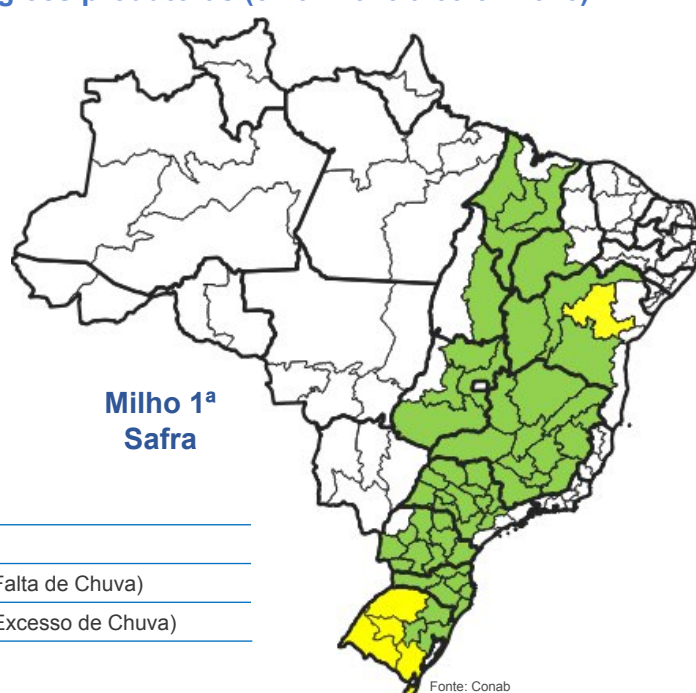 Milho 1ª
Safra
Falta de Chuva)
Excesso de Chuva)
Fonte: Conab